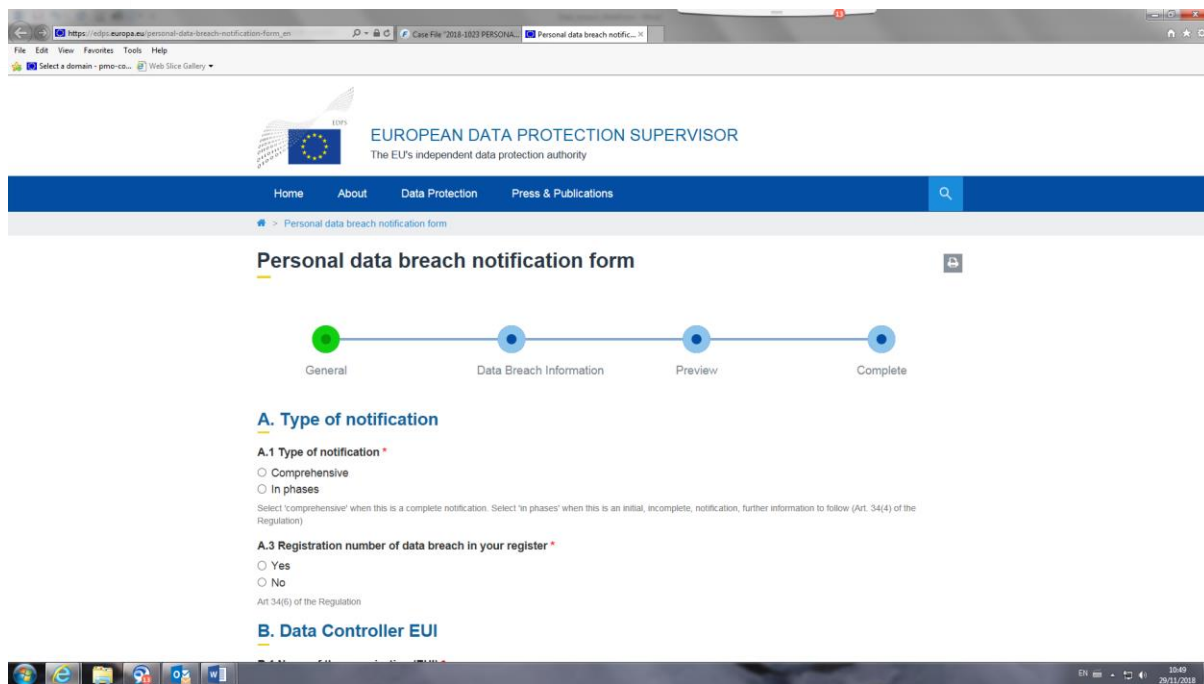 13
https://edps.europa.eu/personal-data-breach-notification-form_en
Case File "2018-1023 PERSONA...
Personal data breach notific...
File Edit View Favorites Tools Help
Select a domain - pmo-co... Web Slice Gallery
EDPS
EUROPEAN DATA PROTECTION SUPERVISOR
The EU's independent data protection authority
Home About Data Protection Press & Publications
> Personal data breach notification form
Personal data breach notification form
General Data Breach Information Preview Complete
A. Type of notification
A.1 Type of notification *
Comprehensive
In phases
Select 'comprehensive' when this is a complete notification. Select 'in phases' when this is an initial, incomplete, notification, further information to follow (Art. 34(4) of the
Regulation)
A.3 Registration number of data breach in your register *
Yes
No
Art 34(6) of the Regulation
B. Data Controller EUI
EN 10:49
29/11/2018